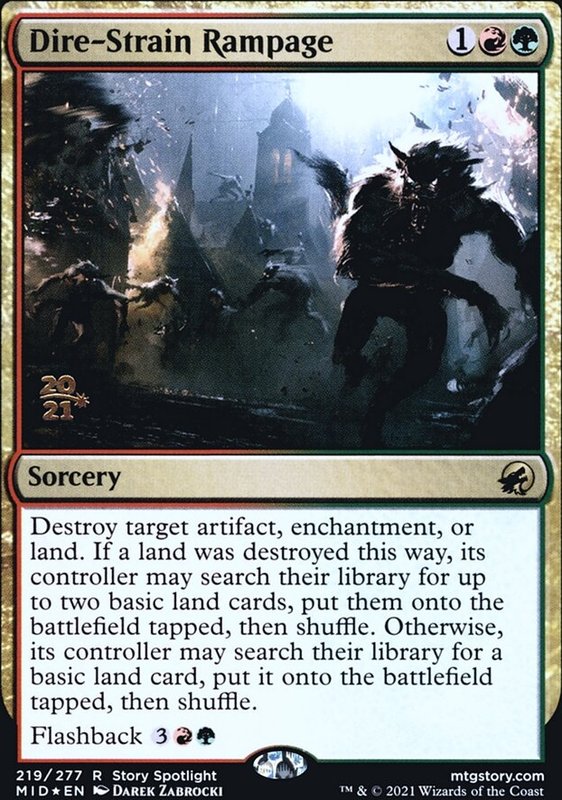 Dire-Strain Rampage 1
20
21
Sorcery
Destroy target artifact, enchantment, or
land. If a land was destroyed this way, its
controller may search their library for up
to two basic land cards, put them onto the
battlefield tapped, then shuffle. Otherwise,
its controller may search their library for a
basic land card, put it onto the battlefield
tapped, then shuffle.
Flashback 3
219/277 R Story Spotlight
MID★EN DAREK ZABROCKI
mtgstory.com
™ & © 2021 Wizards of the Coast